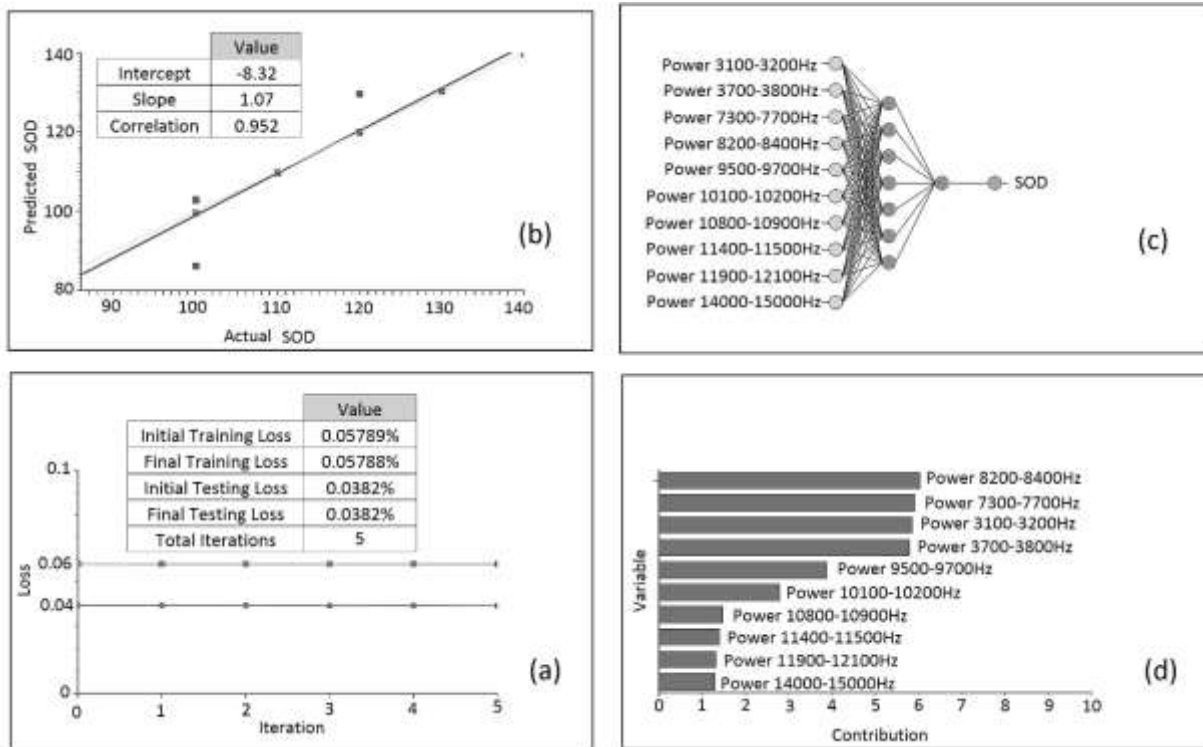 Value
Intercept -8.32
Slope 1.07
Correlation 0.952
140
120
100
80
Predicted SOD
90 100 110 120 130 140
Actual SOD
(b)
Power 3100-3200Hz
Power 3700-3800Hz
Power 7300-7700Hz
Power 8200-8400Hz
Power 9500-9700Hz
Power 10100-10200Hz
Power 10800-10900Hz
Power 11400-11500Hz
Power 11900-12100Hz
Power 14000-15000Hz
SOD
(c)
Value
Initial Training Loss 0.05789%
Final Training Loss 0.05788%
Initial Testing Loss 0.0382%
Final Testing Loss 0.0382%
Total Iterations 5
0.1
0.06
0.04
0
Loss
0 1 2 3 4 5
Iteration
(a)
Variable
Power 8200-8400Hz
Power 7300-7700Hz
Power 3100-3200Hz
Power 3700-3800Hz
Power 9500-9700Hz
Power 10100-10200Hz
Power 10800-10900Hz
Power 11400-11500Hz
Power 11900-12100Hz
Power 14000-15000Hz
0 1 2 3 4 5 6 7 8 9 10
Contribution
(d)